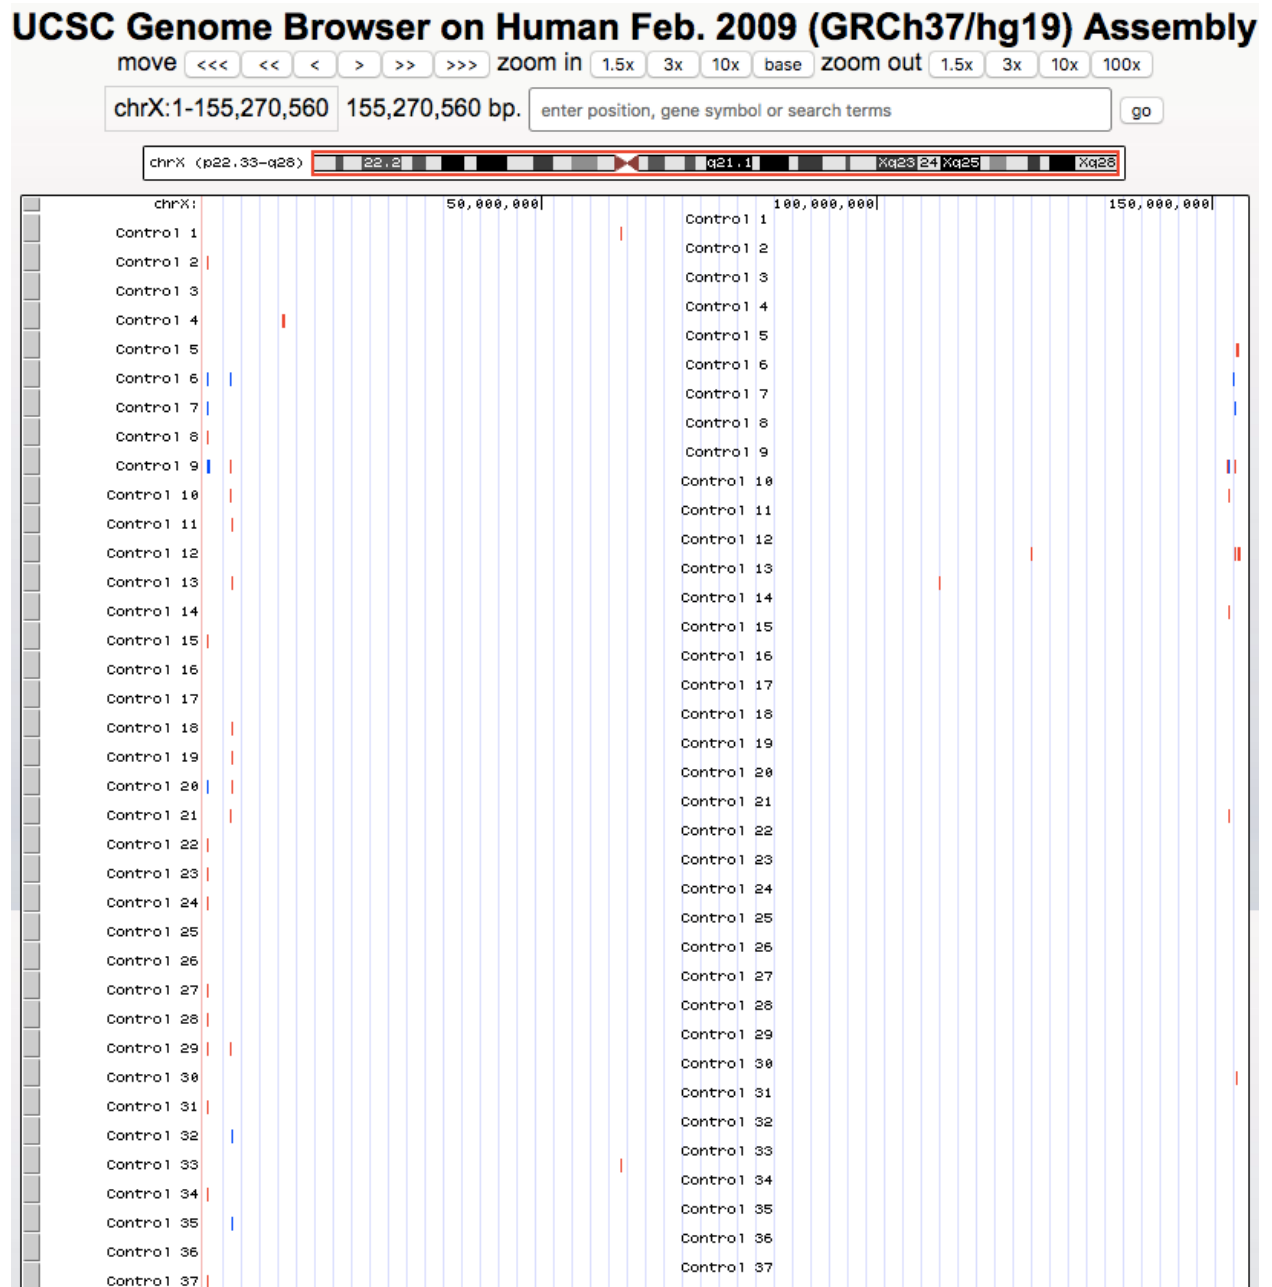 UCSC Genome Browser on Human Feb. 2009 (GRCh37/hg19) Assembly
move <<< << < > >> >>> zoom in 1.5x 3x 10x base zoom out 1.5x 3x 10x 100x
chrX:1-155,270,560 155,270,560 bp. enter position, gene symbol or search terms go
chrX (p22.33-q28) 22.2 q21.1 Xq23 24 Xq25 Xq28
chrX: 50,000,000| 100,000,000| 150,000,000|
Control 1
Control 1
Control 2
Control 2
Control 3
Control 3
Control 4
Control 4
Control 5
Control 5
Control 6
Control 6
Control 7
Control 7
Control 8
Control 8
Control 9
Control 9
Control 10
Control 10
Control 11
Control 11
Control 12
Control 12
Control 13
Control 13
Control 14
Control 14
Control 15
Control 15
Control 16
Control 16
Control 17
Control 17
Control 18
Control 18
Control 19
Control 19
Control 20
Control 20
Control 21
Control 21
Control 22
Control 22
Control 23
Control 23
Control 24
Control 24
Control 25
Control 25
Control 26
Control 26
Control 27
Control 27
Control 28
Control 28
Control 29
Control 29
Control 30
Control 30
Control 31
Control 31
Control 32
Control 32
Control 33
Control 33
Control 34
Control 34
Control 35
Control 35
Control 36
Control 36
Control 37
Control 37